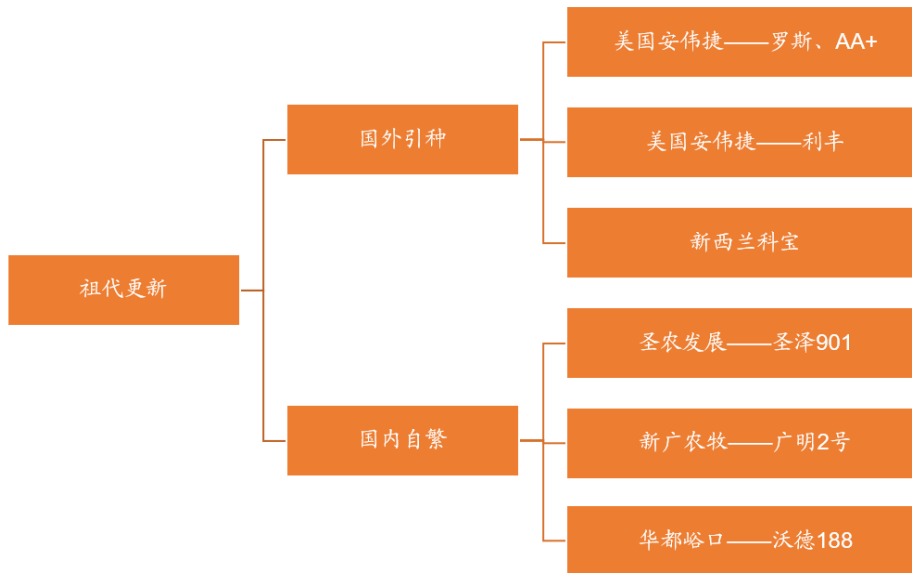 祖代更新
国外引种
美国安伟捷——罗斯、AA+
美国安伟捷——利丰
新西兰科宝
国内自繁
圣农发展——圣泽901
新广农牧——广明2号
华都峪口——沃德188